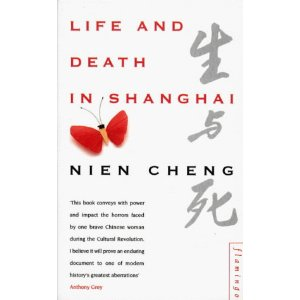 LIFE AND
DEATH
IN SHANGHAI
NIEN CHENG
生
与
死
'This book conveys with power
and impact the horrors faced
by one brave Chinese woman
during the Cultural Revolution.
I believe it will prove an enduring
document to one of modern
history's greatest aberrations'
Anthony Grey
flamingo